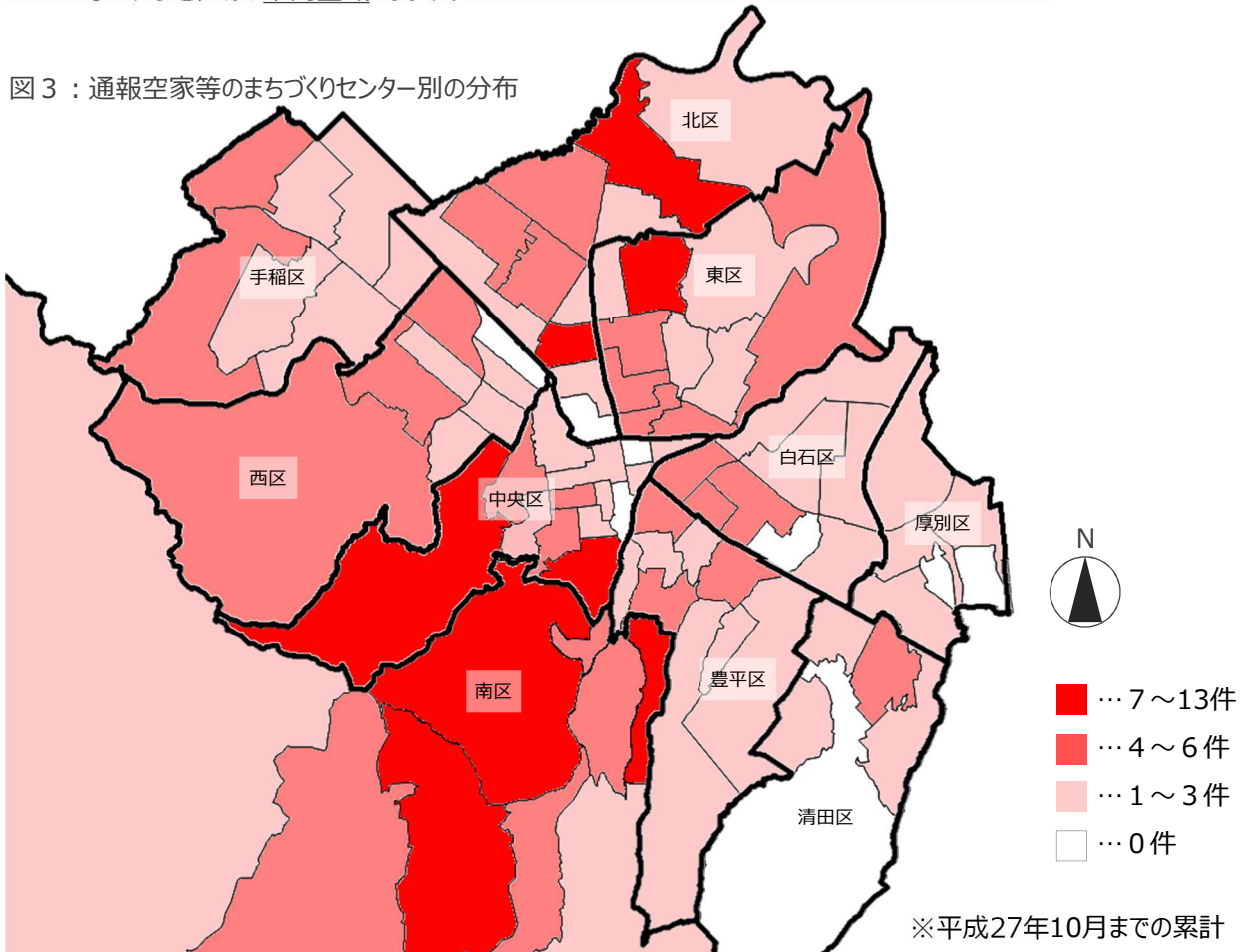 図３：通報空家等のまちづくりセンター別の分布
北区
手稲区
東区
西区
中央区
白石区
厚別区
南区
豊平区
清田区
N
…７～13件
…４～６件
…１～３件
…０件
※平成27年10月までの累計